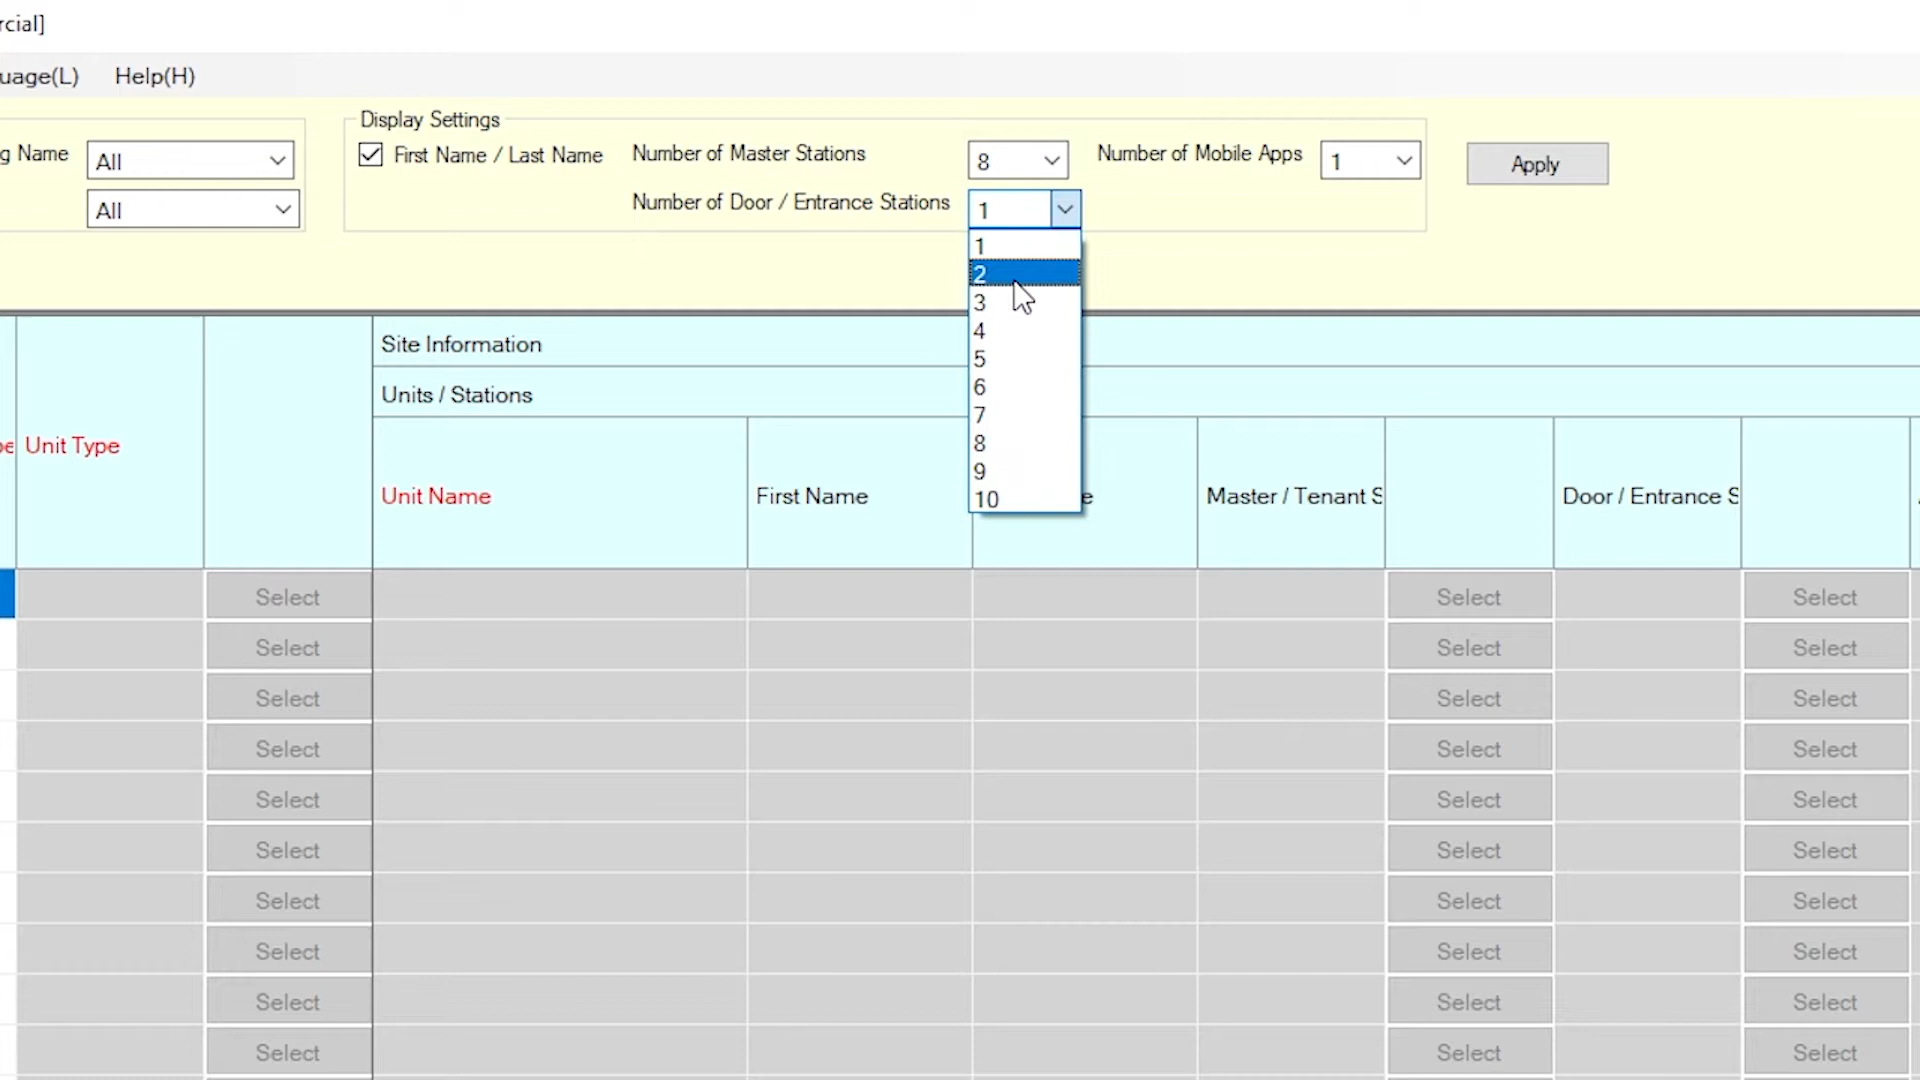 rcial]
uage(L) Help(H)
Display Settings
g Name All
First Name / Last Name Number of Master Stations 8 Number of Mobile Apps 1 Apply
All Number of Door / Entrance Stations 1
1
2
3
4
5
6
7
8
9
10
Site Information
Units / Stations
pe Unit Type
Unit Name First Name e Master / Tenant S Door / Entrance S
Select Select Select
Select Select Select
Select Select Select
Select Select Select
Select Select Select
Select Select Select
Select Select Select
Select Select Select
Select Select Select
Select Select Select